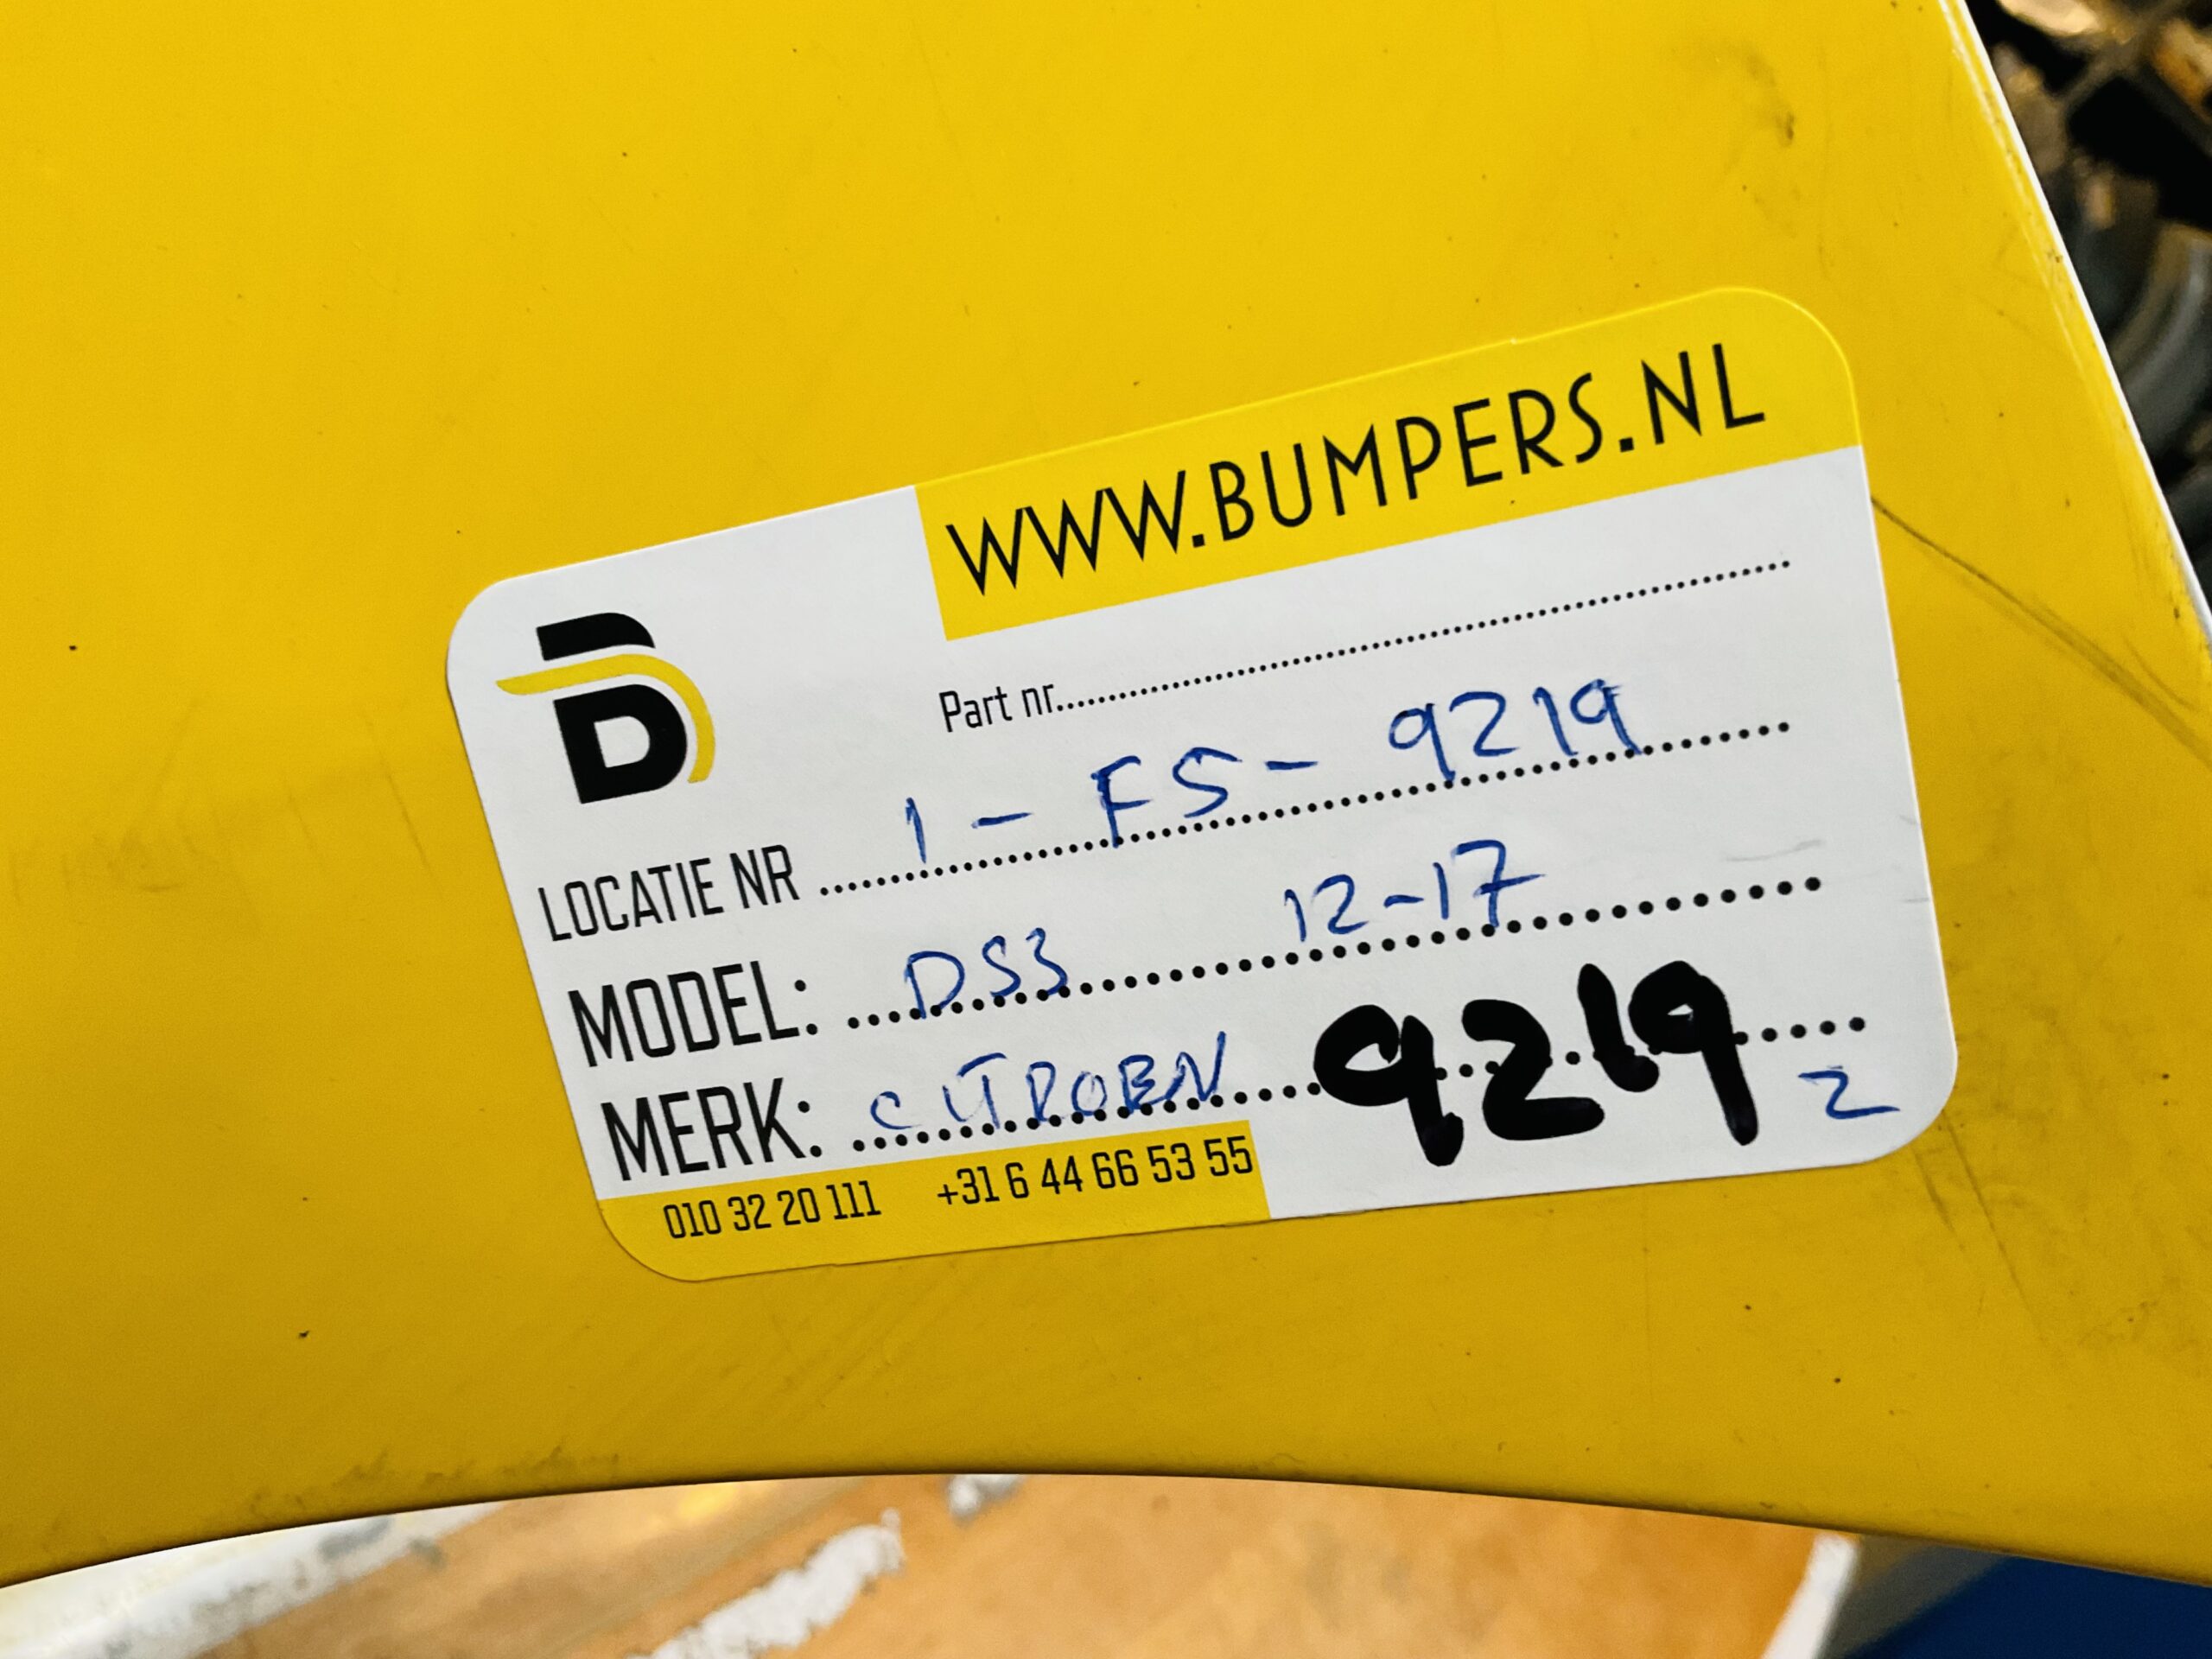 WWW.BUMPERS.NL
Part nr...........................................................
LOCATIE NR 1 - FS - 9219
MODEL: DS3 12-17
MERK: CITROEN 9219 2
010 32 20 111 +31 6 44 66 53 55